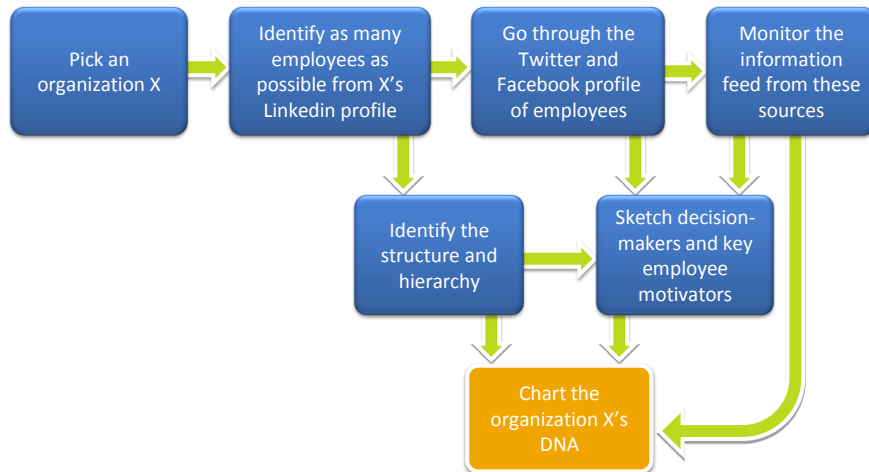 Pick an
organization X
Identify as many
employees as
possible from X's
Linkedin profile
Go through the
Twitter and
Facebook profile
of employees
Monitor the
information
feed from these
sources
Identify the
structure and
hierarchy
Sketch decision-
makers and key
employee
motivators
Chart the
organization X's
DNA